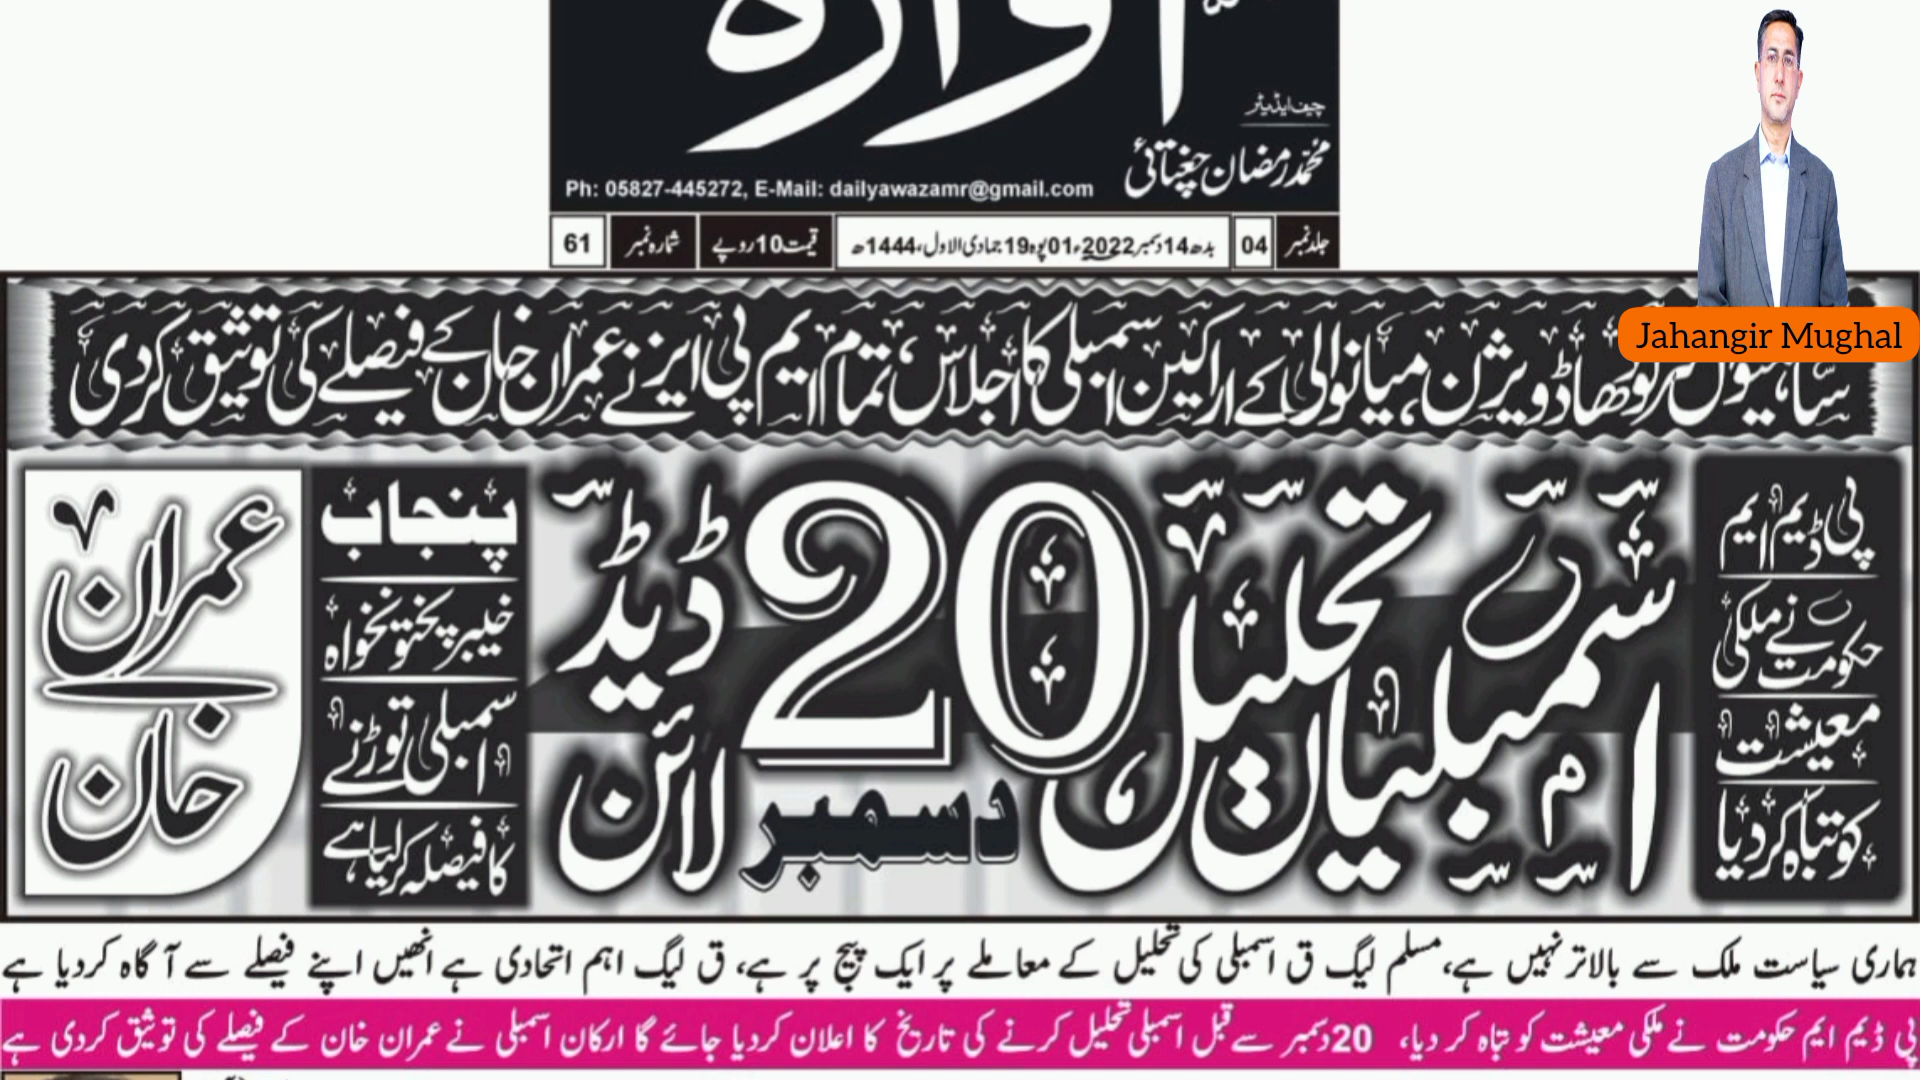 آوازہ
چیف ایڈیٹر
محمد رمضان چغتائی
Ph: 05827-445272, E-Mail: dailyawazamr@gmail.com
جلد نمبر 04 بدھ 14 دسمبر 2022ء 01 پوہ 19 جمادی الاول، 1444ھ قیمت 10 روپے شمارہ نمبر 61
Jahangir Mughal
ڈویژن، میانوالی کے اراکین اسمبلی کا اجلاس، تمام ایم پی ایز نے عمران خان کے فیصلے کی توثیق کردی
پی ڈیم ایم
حکومت نے ملکی
معیشت
کو تباہ کردیا
اسمبلیاں تحلیل 20 دسمبر ڈیڈ لائن
پنجاب
خیبر پختونخواہ
اسمبلی توڑنے
کا فیصلہ کرلیا ہے
عمران
خان
ہماری سیاست ملک سے بالاتر نہیں ہے، مسلم لیگ ق اسمبلی کی تحلیل کے معاملے پر ایک پیج پر ہے، ق لیگ اہم اتحادی ہے انھیں اپنے فیصلے سے آگاہ کردیا ہے
پی ڈیم ایم حکومت نے ملکی معیشت کو تباہ کر دیا، 20 دسمبر سے قبل اسمبلی تحلیل کرنے کی تاریخ کا اعلان کردیا جائے گا ارکان اسمبلی نے عمران خان کے فیصلے کی توثیق کردی ہے